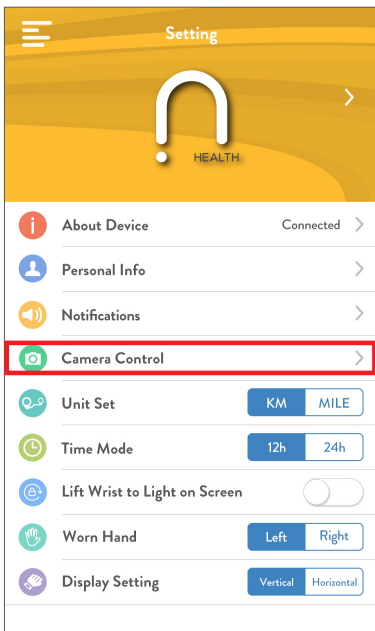 Setting
HEALTH
About Device Connected
Personal Info
Notifications
Camera Control
Unit Set KM MILE
Time Mode 12h 24h
Lift Wrist to Light on Screen
Worn Hand Left Right
Display Setting Vertical Horizontal